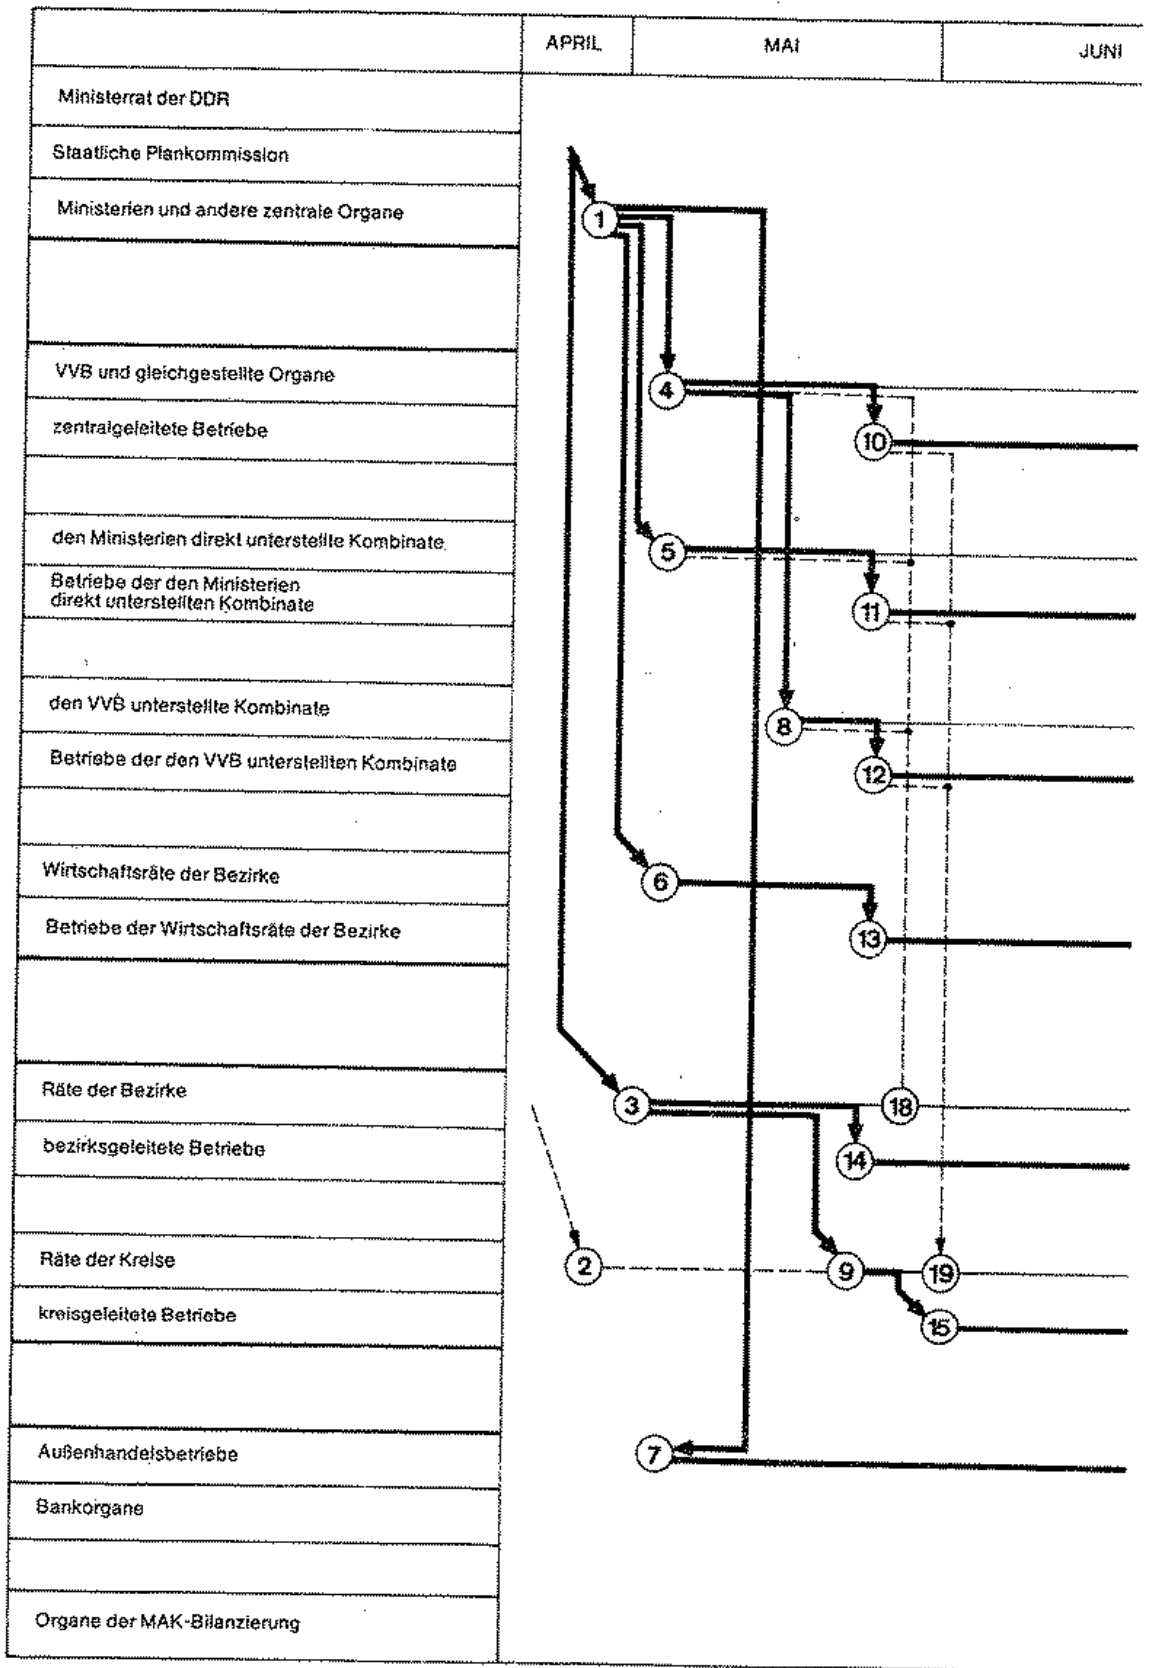 APRIL MAI JUNI
Ministerrat der DDR
Staatliche Plankommission
Ministerien und andere zentrale Organe
1
VVB und gleichgestellte Organe
4
zentralgeleitete Betriebe
10
den Ministerien direkt unterstellte Kombinate
5
Betriebe der den Ministerien
direkt unterstellten Kombinate
11
den VVB unterstellte Kombinate
8
Betriebe der den VVB unterstellten Kombinate
12
Wirtschaftsräte der Bezirke
6
Betriebe der Wirtschaftsräte der Bezirke
13
Räte der Bezirke
3 18
bezirksgeleitete Betriebe
14
Räte der Kreise
2 9 19
kreisgeleitete Betriebe
15
Außenhandelsbetriebe
7
Bankorgane
Organe der MAK-Bilanzierung